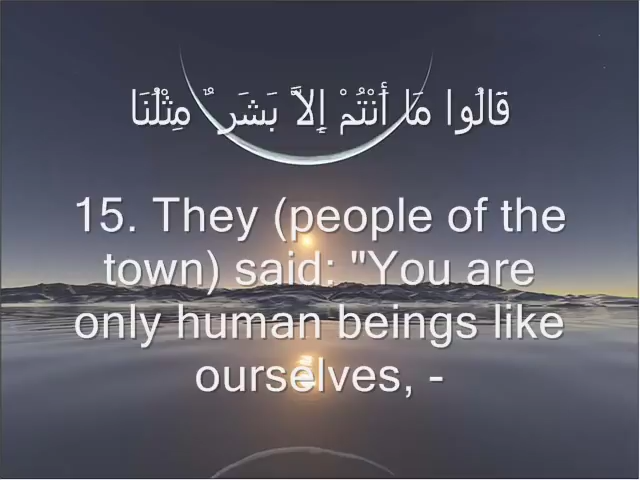 قَالُوا مَا أَنْتُمْ إِلاَّ بَشَر ٌ مِثْلُنَا
15. They (people of the
town) said: "You are
only human beings like
ourselves, -